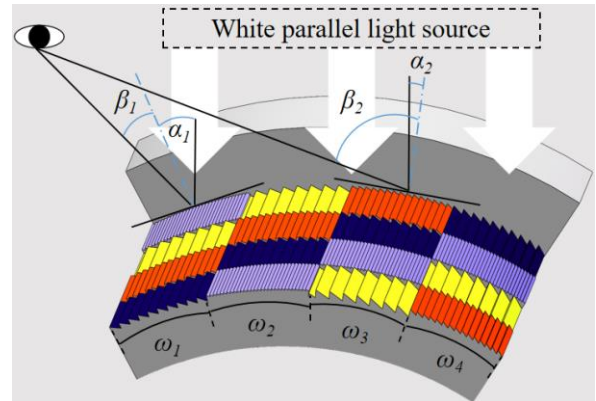 White parallel light source
α₂
β₁
β₂
α₁
ω₁
ω₂
ω₃
ω₄